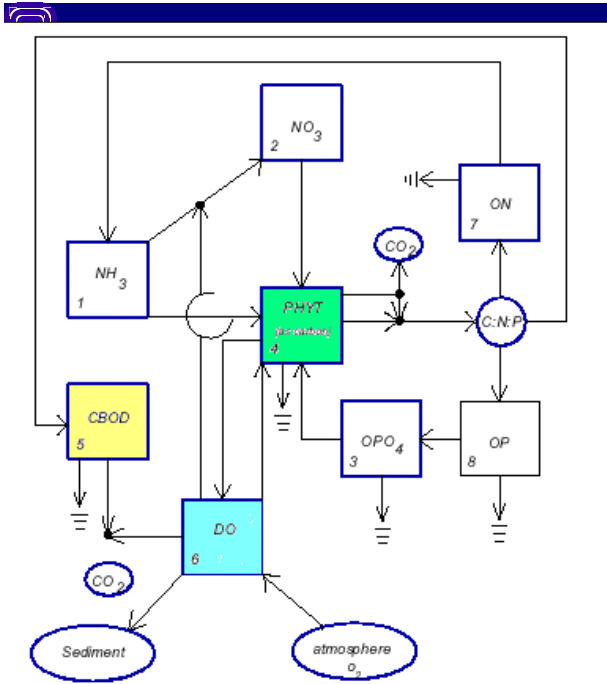 NO3
2
ON
7
CO2
NH3
1
PHYT
4
C:N:P
CBOD
5
OPO4
3
OP
8
DO
6
CO2
Sediment
atmosphere
O2